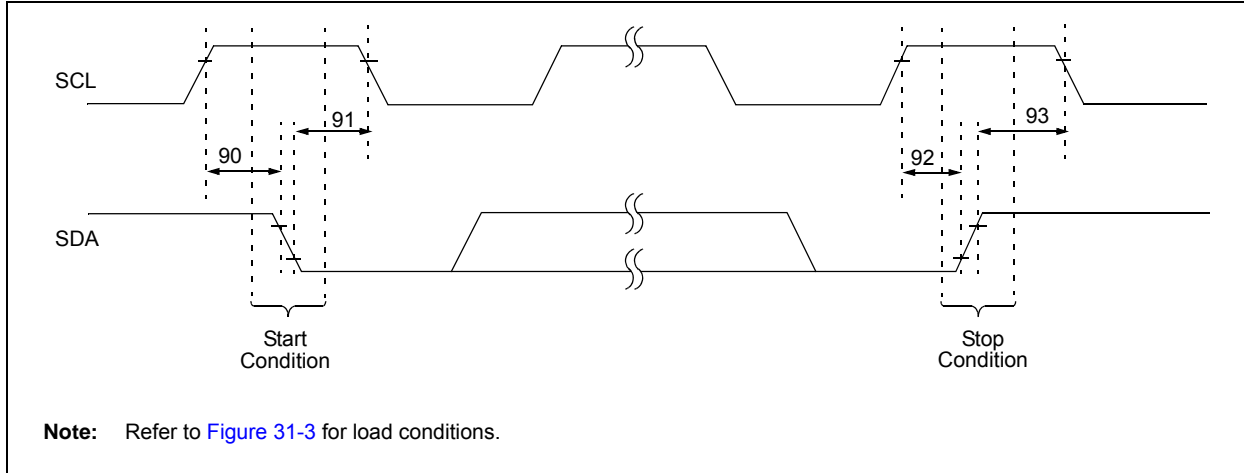 SCL
91
93
90
92
SDA
Start
Condition
Stop
Condition
Note: Refer to Figure 31-3 for load conditions.